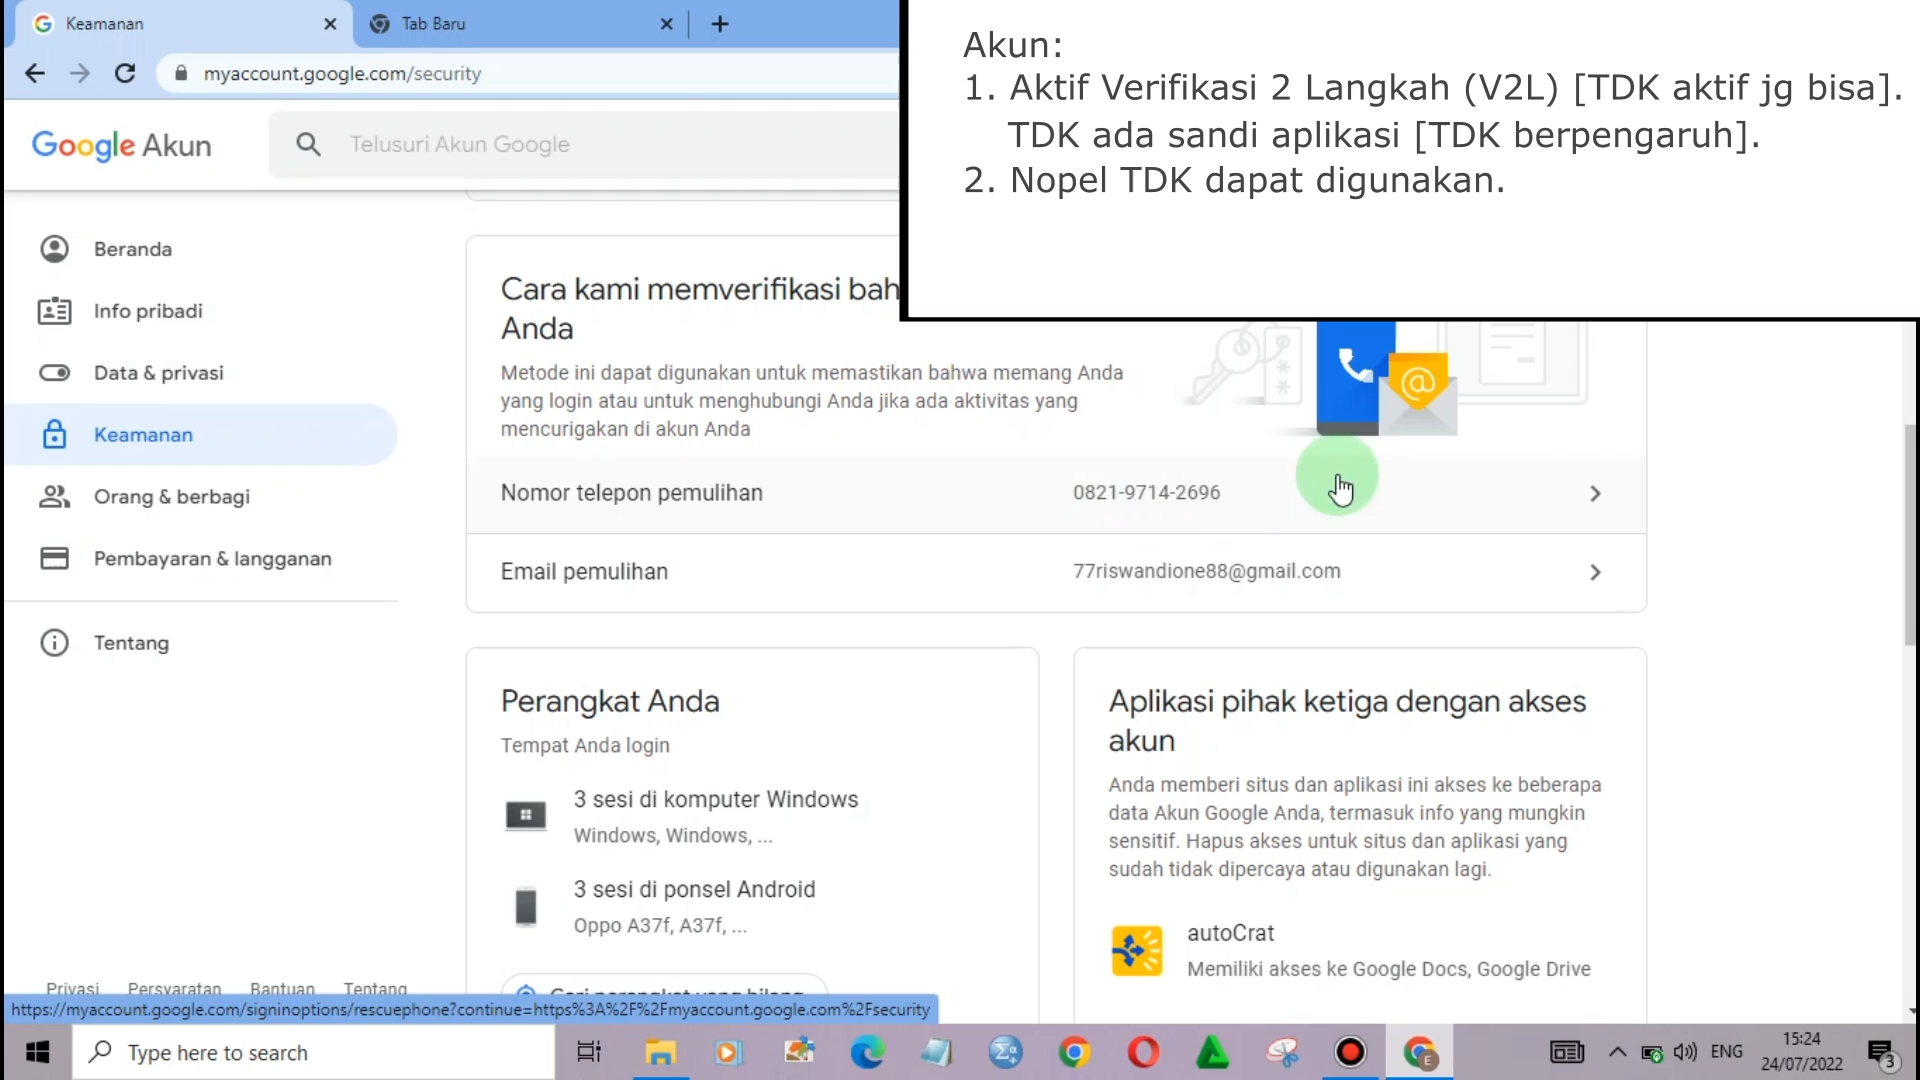 Keamanan
Tab Baru
myaccount.google.com/security
Akun:
1. Aktif Verifikasi 2 Langkah (V2L) [TDK aktif jg bisa].
TDK ada sandi aplikasi [TDK berpengaruh].
2. Nopel TDK dapat digunakan.
Google Akun
Telusuri Akun Google
Beranda
Info pribadi
Data & privasi
Keamanan
Orang & berbagi
Pembayaran & langganan
Tentang
Cara kami memverifikasi bah
Anda
Metode ini dapat digunakan untuk memastikan bahwa memang Anda
yang login atau untuk menghubungi Anda jika ada aktivitas yang
mencurigakan di akun Anda
Nomor telepon pemulihan 0821-9714-2696
Email pemulihan 77riswandione88@gmail.com
Perangkat Anda
Tempat Anda login
3 sesi di komputer Windows
Windows, Windows, ...
3 sesi di ponsel Android
Oppo A37f, A37f, ...
Cari perangkat yang hilang
Aplikasi pihak ketiga dengan akses
akun
Anda memberi situs dan aplikasi ini akses ke beberapa
data Akun Google Anda, termasuk info yang mungkin
sensitif. Hapus akses untuk situs dan aplikasi yang
sudah tidak dipercaya atau digunakan lagi.
autoCrat
Memiliki akses ke Google Docs, Google Drive
Privasi Persyaratan Bantuan Tentang
https://myaccount.google.com/signinoptions/rescuephone?continue=https%3A%2F%2Fmyaccount.google.com%2Fsecurity
Type here to search
ENG
15:24
24/07/2022
3